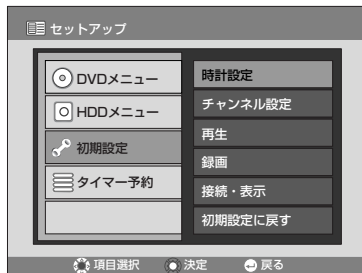 セットアップ
DVDメニュー
HDDメニュー
初期設定
タイマー予約
時計設定
チャンネル設定
再生
録画
接続・表示
初期設定に戻す
項目選択 決定 戻る